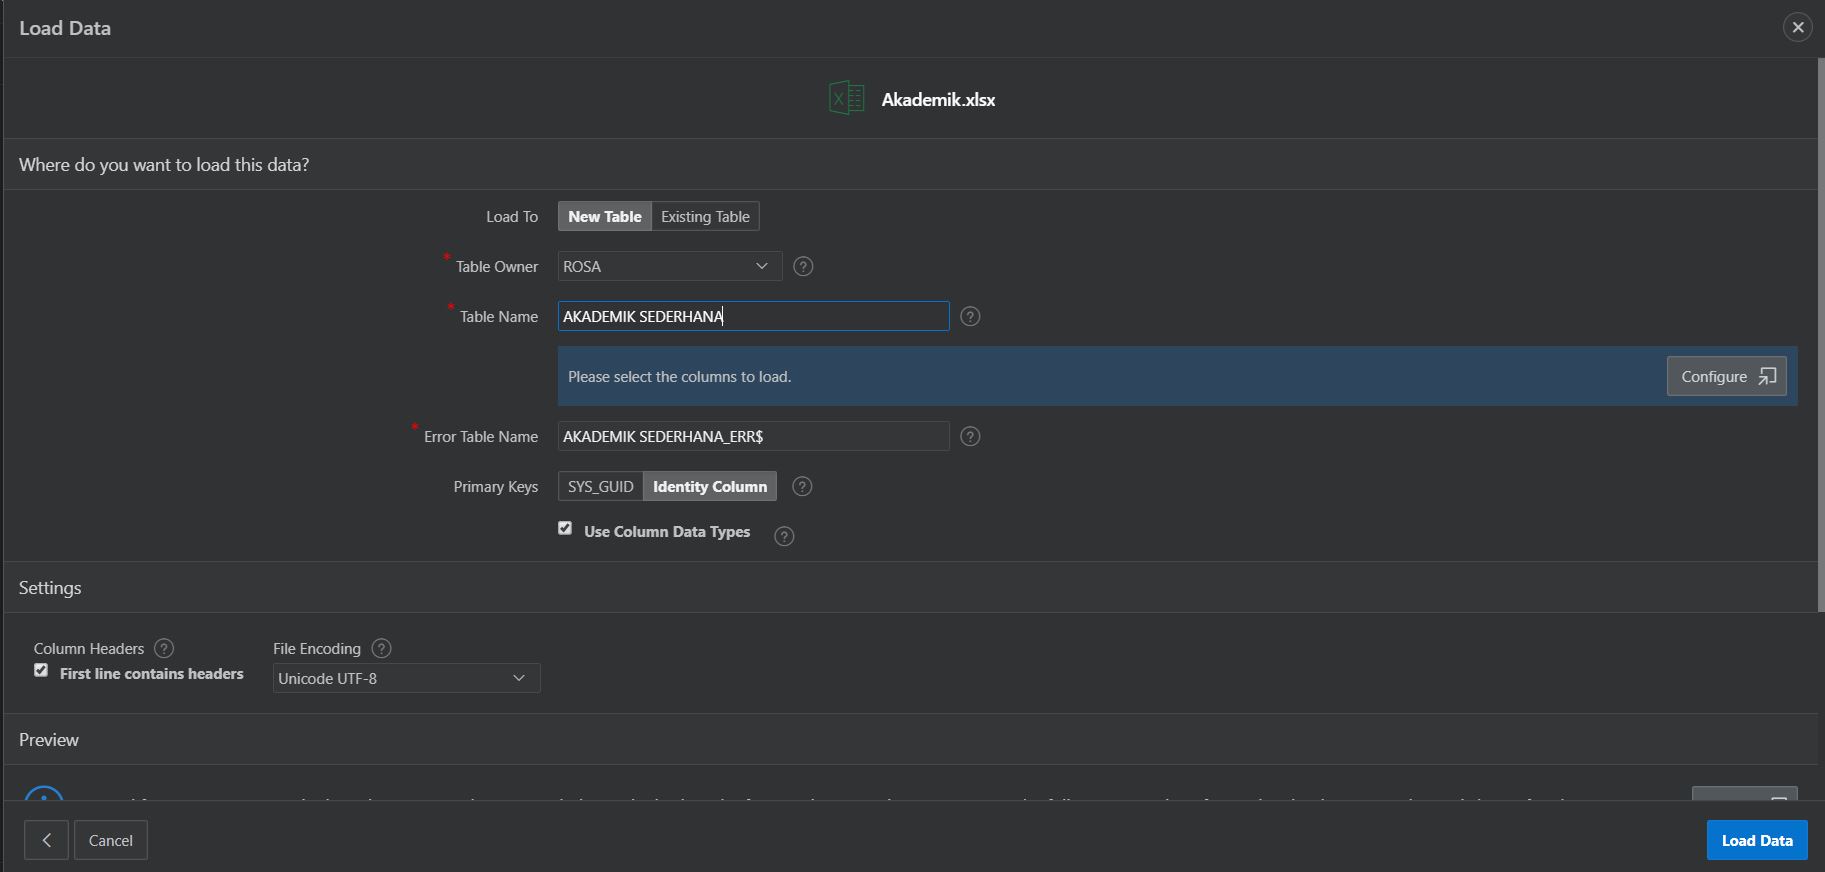 Load Data
Akademik.xlsx
Where do you want to load this data?
Load To New Table Existing Table
* Table Owner ROSA ?
* Table Name AKADEMIK SEDERHANA ?
Please select the columns to load. Configure
* Error Table Name AKADEMIK SEDERHANA_ERR$ ?
Primary Keys SYS_GUID Identity Column ?
Use Column Data Types ?
Settings
Column Headers ? File Encoding ?
First line contains headers Unicode UTF-8
Preview
Cancel Load Data